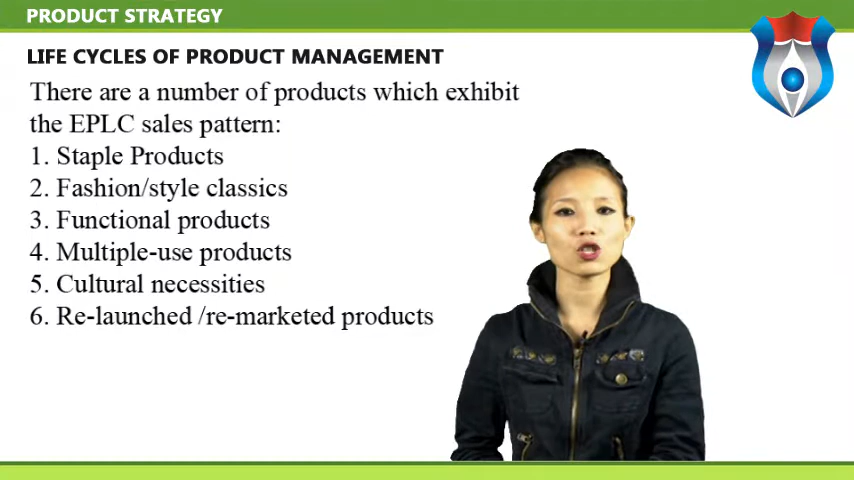 PRODUCT STRATEGY
LIFE CYCLES OF PRODUCT MANAGEMENT
There are a number of products which exhibit
the EPLC sales pattern:
1. Staple Products
2. Fashion/style classics
3. Functional products
4. Multiple-use products
5. Cultural necessities
6. Re-launched /re-marketed products